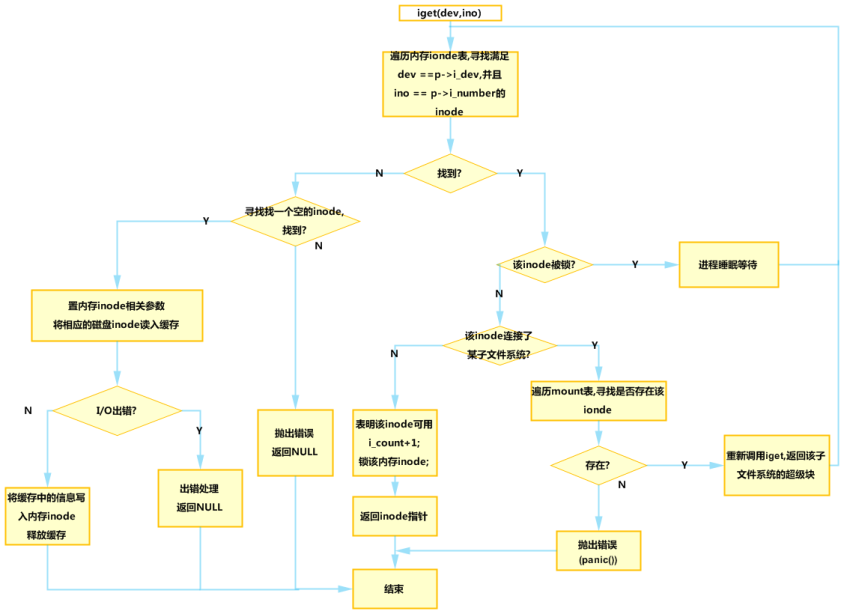 iget(dev,ino)
遍历内存ionde表,寻找满足
dev ==p->i_dev,并且
ino == p->i_number的
inode
找到?
N
Y
寻找找一个空的inode,
找到?
Y
N
该inode被锁?
Y
N
进程睡眠等待
置内存inode相关参数
将相应的磁盘inode读入缓存
该inode连接了
某子文件系统?
N
Y
遍历mount表,寻找是否存在该
ionde
I/O出错?
N
Y
抛出错误
返回NULL
表明该inode可用
i_count+1;
锁该内存inode;
存在?
Y
N
重新调用iget,返回该子
文件系统的超级块
将缓存中的信息写
入内存inode
释放缓存
出错处理
返回NULL
返回inode指针
抛出错误
(panic())
结束